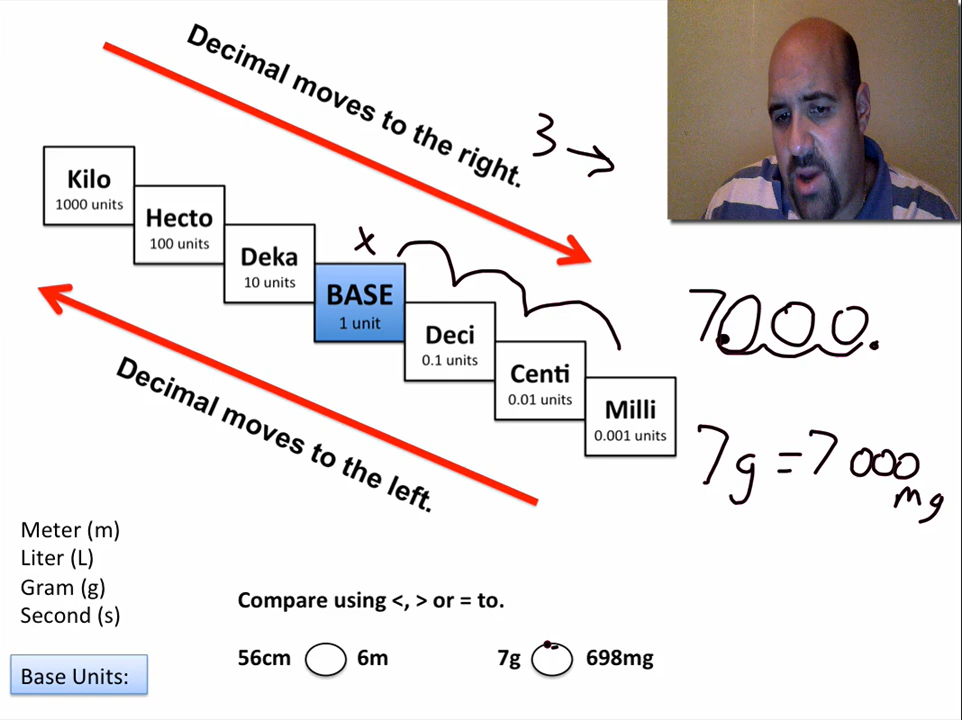 Decimal moves to the right.
3 →
Kilo
1000 units
Hecto
100 units
Deka
10 units
x
BASE
1 unit
Deci
0.1 units
Centi
0.01 units
Milli
0.001 units
7000.
7g = 7000
mg
Decimal moves to the left.
Meter (m)
Liter (L)
Gram (g)
Second (s)
Base Units:
Compare using <, > or = to.
56cm 6m 7g 698mg